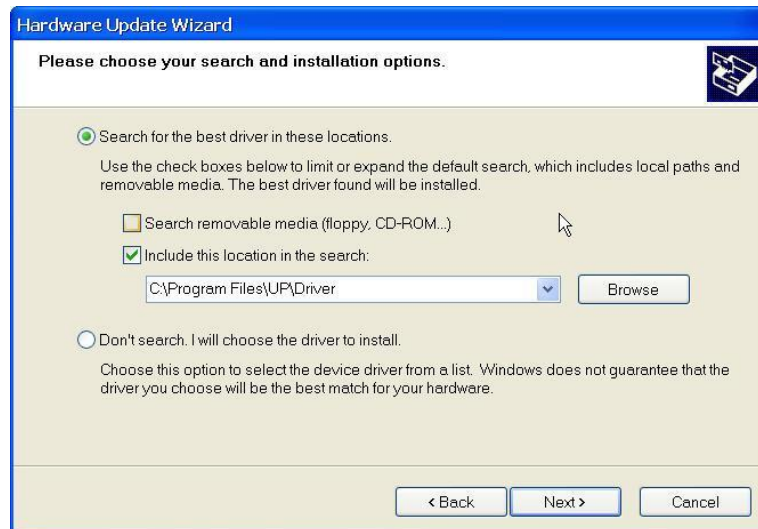 Hardware Update Wizard
Please choose your search and installation options.
Search for the best driver in these locations.
Use the check boxes below to limit or expand the default search, which includes local paths and
removable media. The best driver found will be installed.
Search removable media (floppy, CD-ROM...)
Include this location in the search:
C:\Program Files\UP\Driver
Browse
Don't search. I will choose the driver to install.
Choose this option to select the device driver from a list. Windows does not guarantee that the
driver you choose will be the best match for your hardware.
< Back
Next >
Cancel